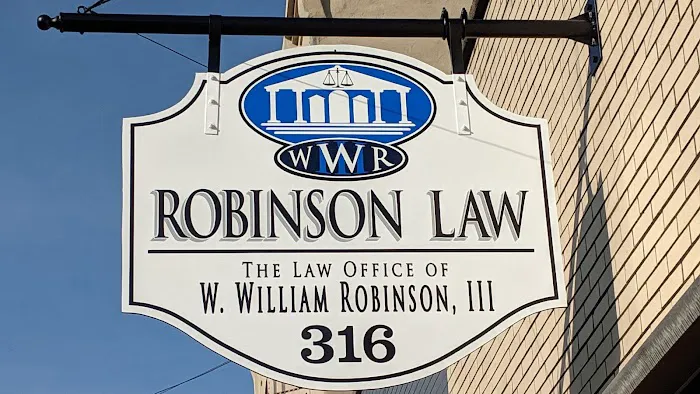 WWR
ROBINSON LAW
THE LAW OFFICE OF
W. WILLIAM ROBINSON, III
316